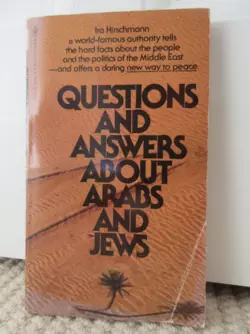 Ira Hirschmann
a world-famous authority tells
the hard facts about the people
and the politics of the Middle East
—and offers a daring new way to peace.
QUESTIONS
AND
ANSWERS
ABOUT
ARABS
AND
JEWS